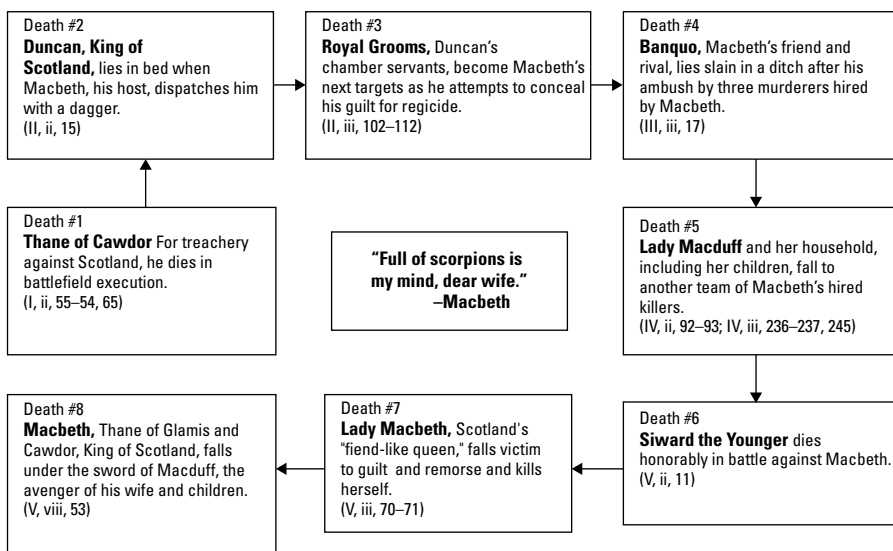 Death #2
Duncan, King of
Scotland, lies in bed when
Macbeth, his host, dispatches him
with a dagger.
(II, ii, 15)
Death #3
Royal Grooms, Duncan’s
chamber servants, become Macbeth’s
next targets as he attempts to conceal
his guilt for regicide.
(II, iii, 102–112)
Death #4
Banquo, Macbeth’s friend and
rival, lies slain in a ditch after his
ambush by three murderers hired
by Macbeth.
(III, iii, 17)
Death #1
Thane of Cawdor For treachery
against Scotland, he dies in
battlefield execution.
(I, ii, 55–54, 65)
“Full of scorpions is
my mind, dear wife.”
–Macbeth
Death #5
Lady Macduff and her household,
including her children, fall to
another team of Macbeth’s hired
killers.
(IV, ii, 92–93; IV, iii, 236–237, 245)
Death #8
Macbeth, Thane of Glamis and
Cawdor, King of Scotland, falls
under the sword of Macduff, the
avenger of his wife and children.
(V, viii, 53)
Death #7
Lady Macbeth, Scotland's
"fiend-like queen," falls victim
to guilt and remorse and kills
herself.
(V, iii, 70–71)
Death #6
Siward the Younger dies
honorably in battle against Macbeth.
(V, ii, 11)